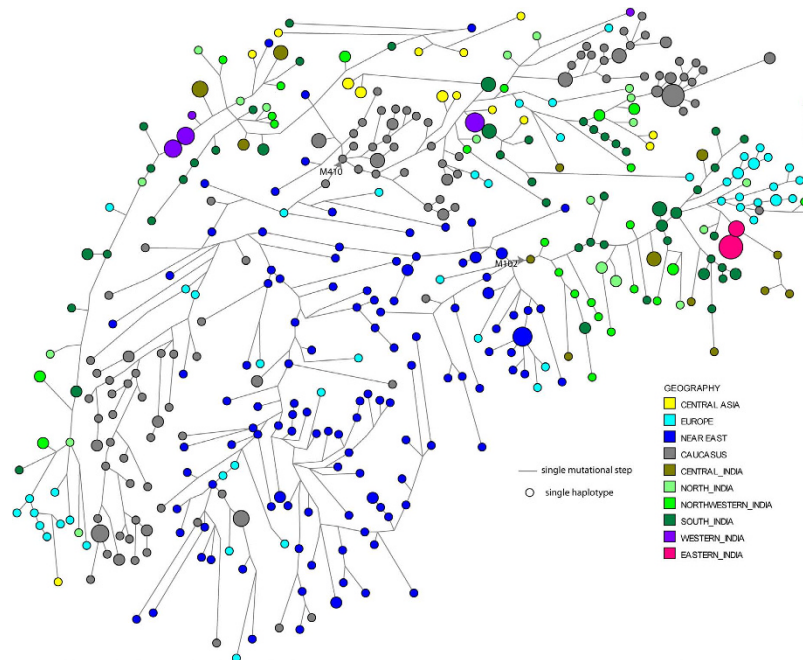 M410
M102
GEOGRAPHY
CENTRAL ASIA
EUROPE
NEAR EAST
CAUCASUS
CENTRAL_INDIA
NORTH_INDIA
NORTHWESTERN_INDIA
SOUTH_INDIA
WESTERN_INDIA
EASTERN_INDIA
single mutational step
single haplotype